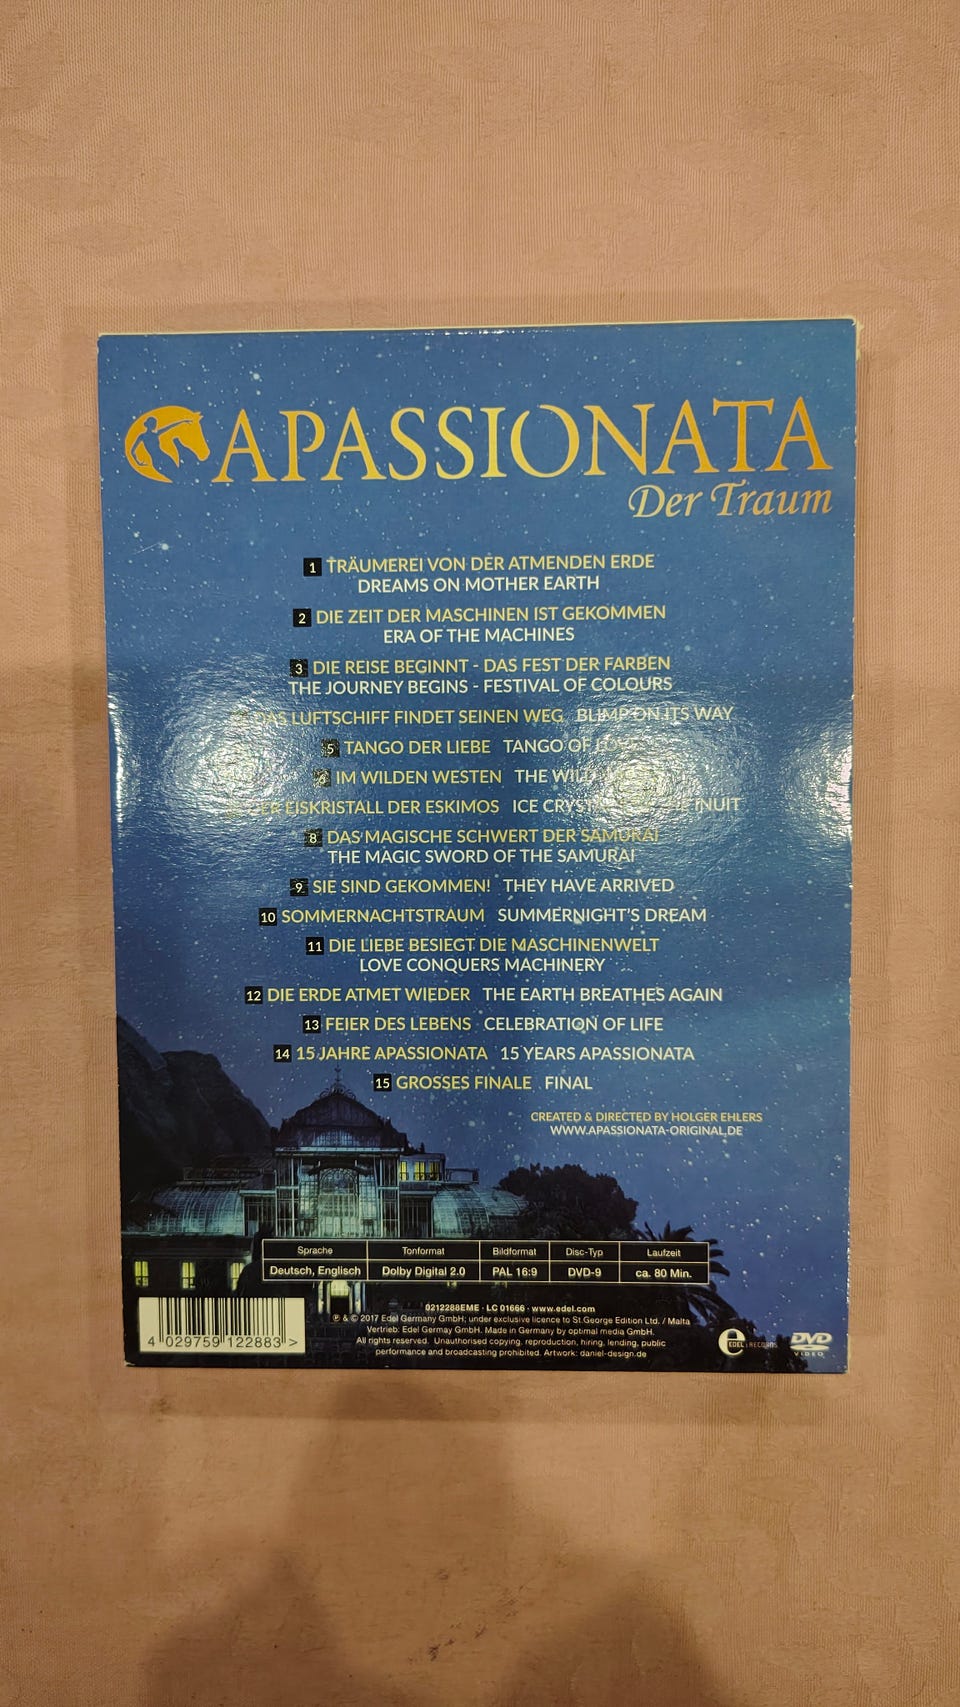 APASSIONATA
Der Traum
1 TRÄUMEREI VON DER ATMENDEN ERDE
DREAMS ON MOTHER EARTH
2 DIE ZEIT DER MASCHINEN IST GEKOMMEN
ERA OF THE MACHINES
3 DIE REISE BEGINNT - DAS FEST DER FARBEN
THE JOURNEY BEGINS - FESTIVAL OF COLOURS
DAS LUFTSCHIFF FINDET SEINEN WEG BLIMP ON ITS WAY
5 TANGO DER LIEBE TANGO OF
6 IM WILDEN WESTEN THE WILD
EISKRISTALL DER ESKIMOS ICE INUIT
8 DAS MAGISCHE SCHWERT DER SAMURAI
THE MAGIC SWORD OF THE SAMURAI
9 SIE SIND GEKOMMEN! THEY HAVE ARRIVED
10 SOMMERNACHTSTRAUM SUMMERNIGHT'S DREAM
11 DIE LIEBE BESIEGT DIE MASCHINENWELT
LOVE CONQUERS MACHINERY
12 DIE ERDE ATMET WIEDER THE EARTH BREATHES AGAIN
13 FEIER DES LEBENS CELEBRATION OF LIFE
14 15 JAHRE APASSIONATA 15 YEARS APASSIONATA
15 GROSSES FINALE FINAL
CREATED & DIRECTED BY HOLGER EHLERS
WWW.APASSIONATA-ORIGINAL.DE
Sprache Tonformat Bildformat Disc-Typ Laufzeit
Deutsch, Englisch Dolby Digital 2.0 PAL 16:9 DVD-9 ca. 80 Min.
0212288EME · LC 01666 · www.edel.com
℗ & © 2017 Edel Germany GmbH; under exclusive licence to St.George Edition Ltd. / Malta
Vertrieb: Edel Germay GmbH. Made in Germany by optimal media GmbH.
All rights reserved. Unauthorised copying, reproduction, hiring, lending, public
performance and broadcasting prohibited. Artwork: daniel-design.de
4 029759 122883 >
e EDEL RECORDS
DVD
VIDEO